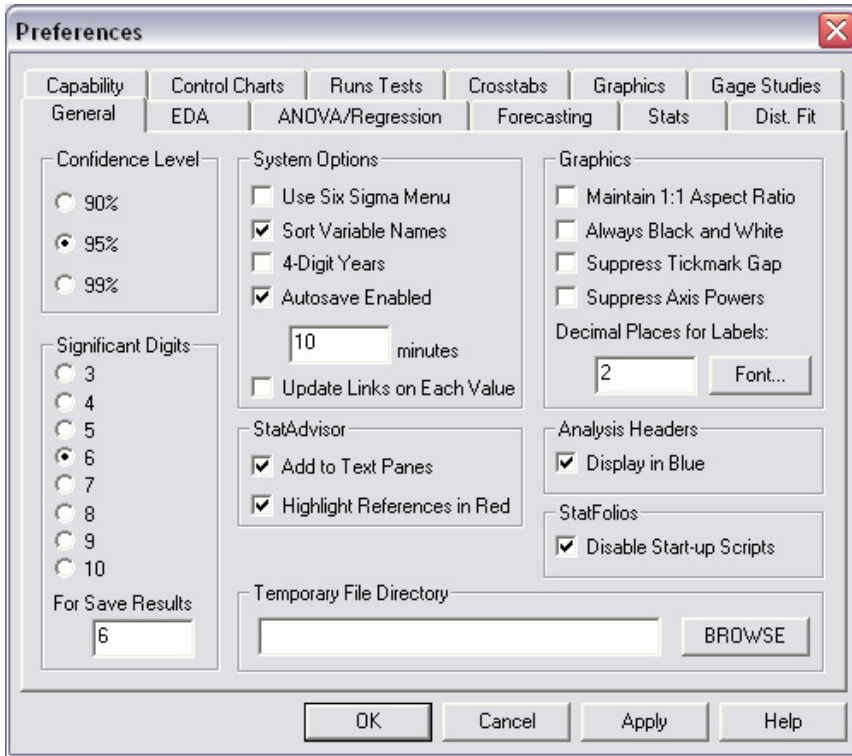 Preferences
Capability
Control Charts
Runs Tests
Crosstabs
Graphics
Gage Studies
General
EDA
ANOVA/Regression
Forecasting
Stats
Dist. Fit
Confidence Level
90%
95%
99%
Significant Digits
3
4
5
6
7
8
9
10
For Save Results
6
System Options
Use Six Sigma Menu
Sort Variable Names
4-Digit Years
Autosave Enabled
10 minutes
Update Links on Each Value
StatAdvisor
Add to Text Panes
Highlight References in Red
Graphics
Maintain 1:1 Aspect Ratio
Always Black and White
Suppress Tickmark Gap
Suppress Axis Powers
Decimal Places for Labels:
2
Font...
Analysis Headers
Display in Blue
StatFolios
Disable Start-up Scripts
Temporary File Directory
BROWSE
OK
Cancel
Apply
Help